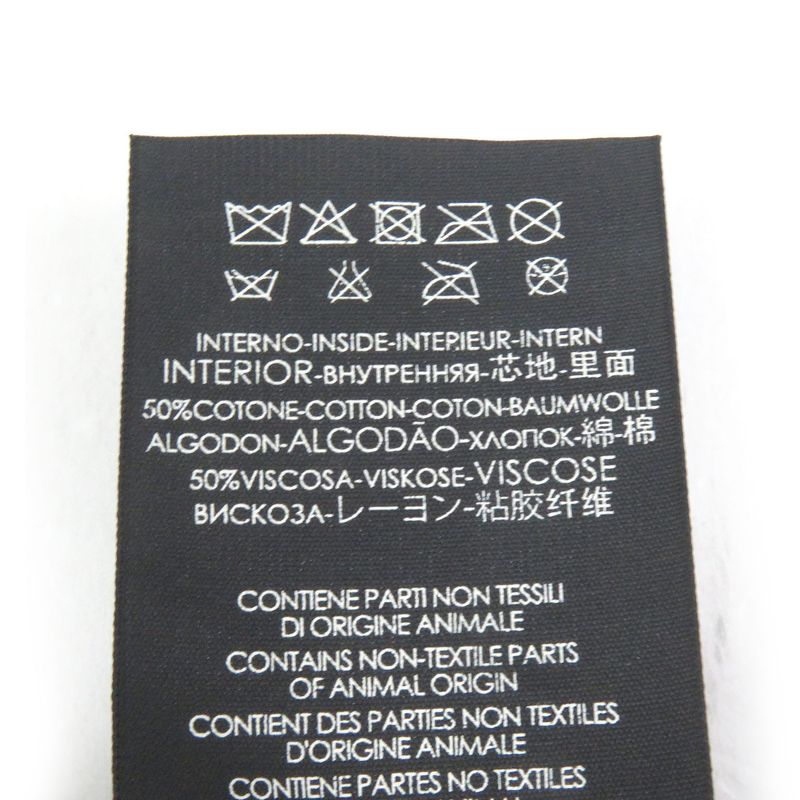 INTERNO-INSIDE-INTERIEUR-INTERN
INTERIOR-ВНУТРЕННЯЯ-芯地-里面
50%COTONE-COTTON-COTON-BAUMWOLLE
ALGODON-ALGODÃO-ХЛОПОК-綿-棉
50%VISCOSA-VISKOSE-VISCOSE
ВИСКОЗА-レーヨン-粘胶纤维
CONTIENE PARTI NON TESSILI
DI ORIGINE ANIMALE
CONTAINS NON-TEXTILE PARTS
OF ANIMAL ORIGIN
CONTIENT DES PARTIES NON TEXTILES
D'ORIGINE ANIMALE
CONTIENE PARTES NO TEXTILES